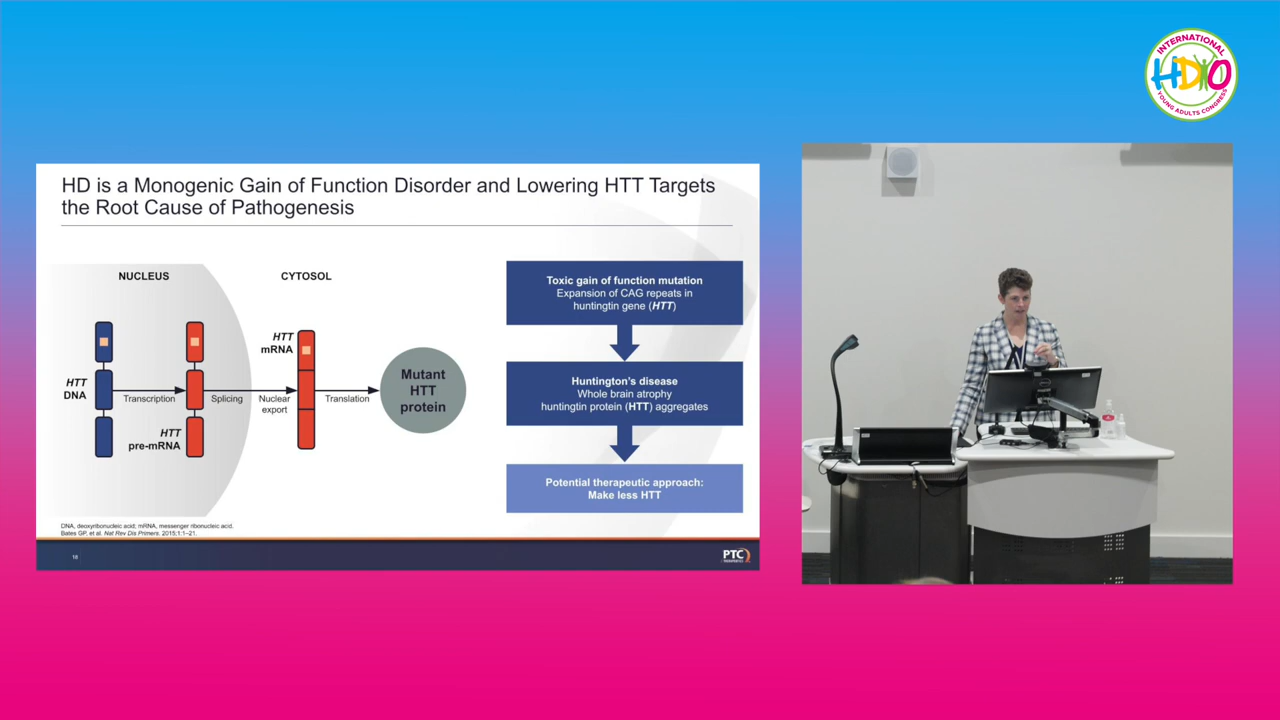 INTERNATIONAL
HDYO
YOUNG ADULTS CONGRESS
HD is a Monogenic Gain of Function Disorder and Lowering HTT Targets
the Root Cause of Pathogenesis
NUCLEUS
CYTOSOL
HTT
DNA
Transcription
HTT
pre-mRNA
Splicing
Nuclear
export
HTT
mRNA
Translation
Mutant
HTT
protein
Toxic gain of function mutation
Expansion of CAG repeats in
huntingtin gene (HTT)
Huntington's disease
Whole brain atrophy
huntingtin protein (HTT) aggregates
Potential therapeutic approach:
Make less HTT
DNA, deoxyribonucleic acid; mRNA, messenger ribonucleic acid.
Bates GP, et al. Nat Rev Dis Primers. 2015;1:1–21.
PTC
THERAPEUTICS